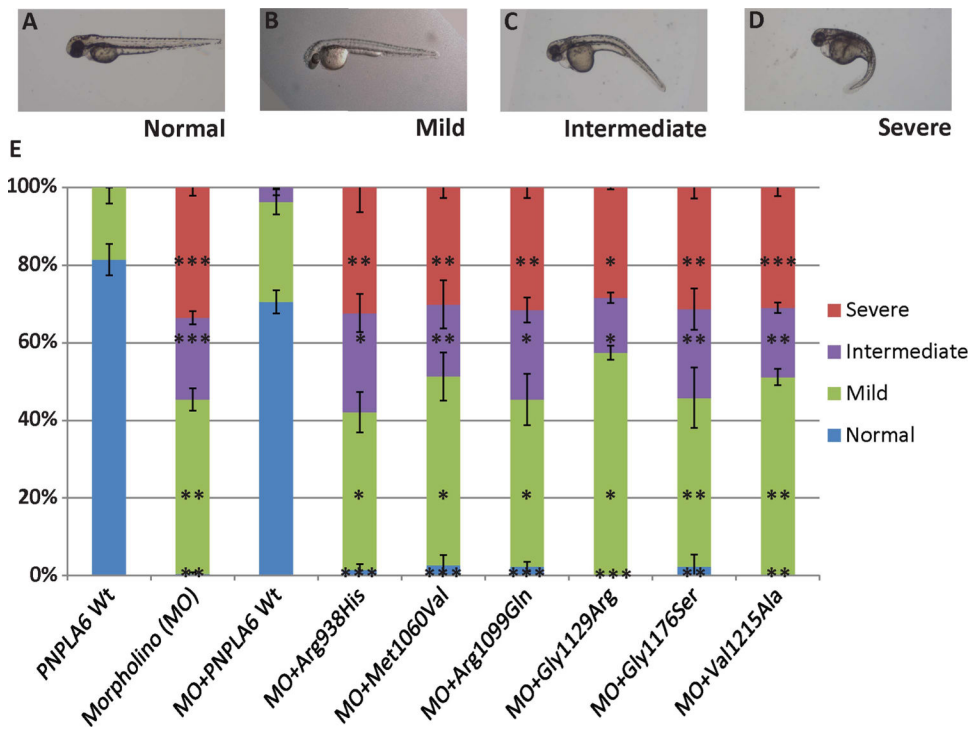 A
B
C
D
Normal
Mild
Intermediate
Severe
E
100%
80%
60%
40%
20%
0%
***
***
**
**
**
*
*
***
**
**
*
***
**
*
*
***
*
*
*
***
**
**
**
**
***
**
**
**
Severe
Intermediate
Mild
Normal
PNPLA6 Wt
Morpholino (MO)
MO+PNPLA6 Wt
MO+Arg938His
MO+Met1060Val
MO+Arg1099Gln
MO+Gly1129Arg
MO+Gly1176Ser
MO+Val1215Ala